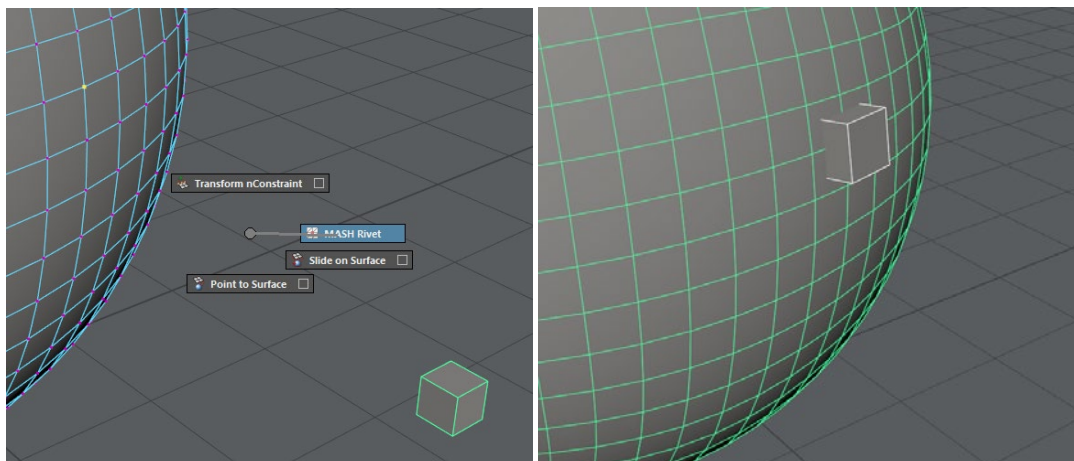 Transform nConstraint
MASH Rivet
Slide on Surface
Point to Surface